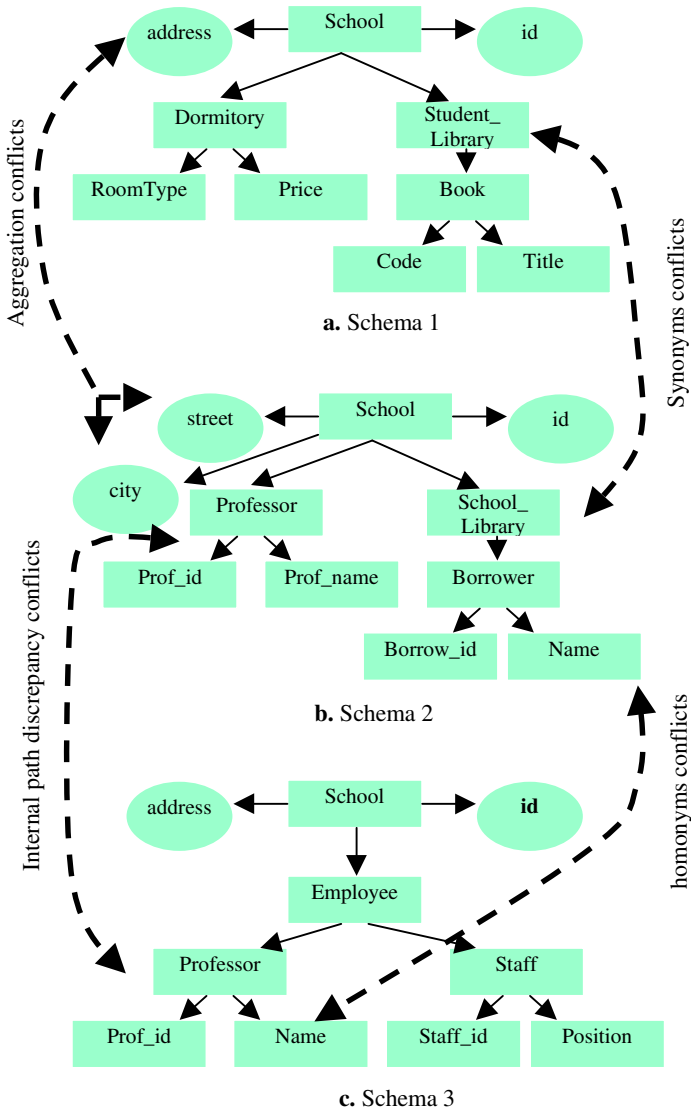 address
School
id
Dormitory
Student_
Library
RoomType
Price
Book
Code
Title
a. Schema 1
Aggregation conflicts
Synonyms conflicts
street
School
id
city
Professor
School_
Library
Prof_id
Prof_name
Borrower
Borrow_id
Name
b. Schema 2
Internal path discrepancy conflicts
homonyms conflicts
address
School
id
Employee
Professor
Staff
Prof_id
Name
Staff_id
Position
c. Schema 3